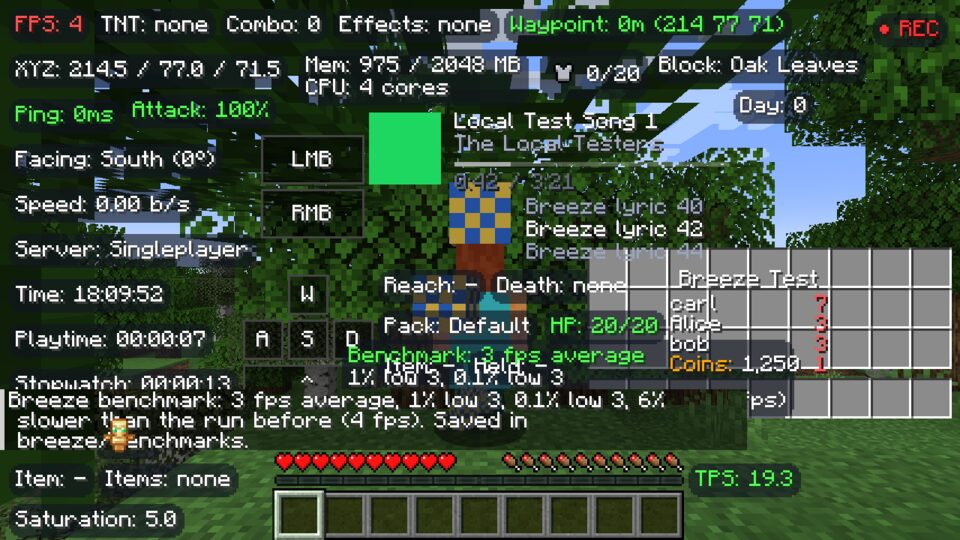 FPS: 4 TNT: none Combo: 0 Effects: none Waypoint: 0m (214 77 71) REC
XYZ: 214.5 / 77.0 / 71.5 Mem: 975 / 2048 MB 0/20 Block: Oak Leaves
CPU: 4 cores
Day: 0
Ping: 0ms Attack: 100%
Local Test Song 1
The Local Testers
Facing: South (0°) LMB
0:42 / 3:21
Speed: 0.00 b/s RMB
Breeze lyric 40
Breeze lyric 42
Breeze lyric 44
Server: Singleplayer
Reach: - Death: none
Breeze Test
Time: 18:09:52 W
carl 7
Alice 3
bob 3
Coins: 1,250 1
Pack: Default HP: 20/20
Playtime: 00:00:07 A S D
Benchmark: 3 fps average
1% low 3, 0.1% low 3
Stopwatch: 00:00:13
Breeze benchmark: 3 fps average, 1% low 3, 0.1% low 3, 6% fps)
slower than the run before (4 fps). Saved in
breeze/benchmarks.
Item: - Items: none TPS: 19.3
Saturation: 5.0